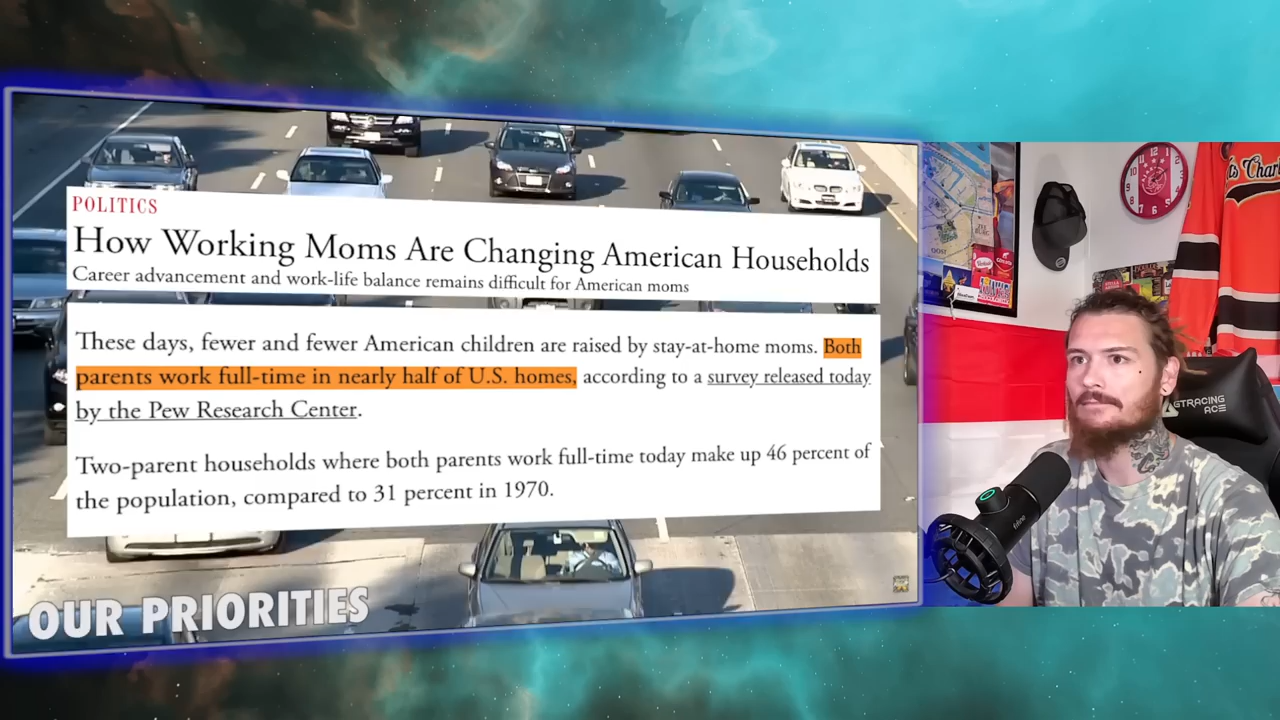 POLITICS
How Working Moms Are Changing American Households
Career advancement and work-life balance remains difficult for American moms
These days, fewer and fewer American children are raised by stay-at-home moms. Both
parents work full-time in nearly half of U.S. homes, according to a survey released today
by the Pew Research Center.
Two-parent households where both parents work full-time today make up 46 percent of
the population, compared to 31 percent in 1970.
OUR PRIORITIES
GTRACING
ACE
fifine